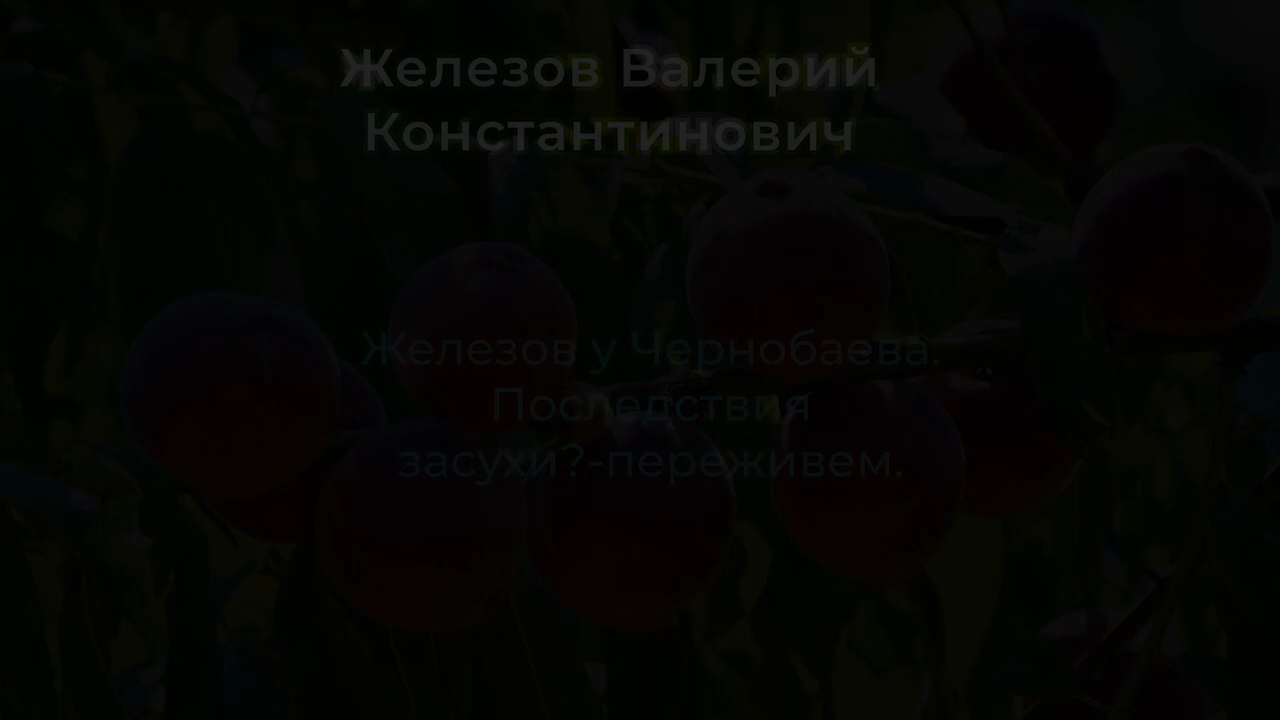 Железов Валерий
Константинович
Железов у Чернобаева.
Последствия
засухи?-переживем.